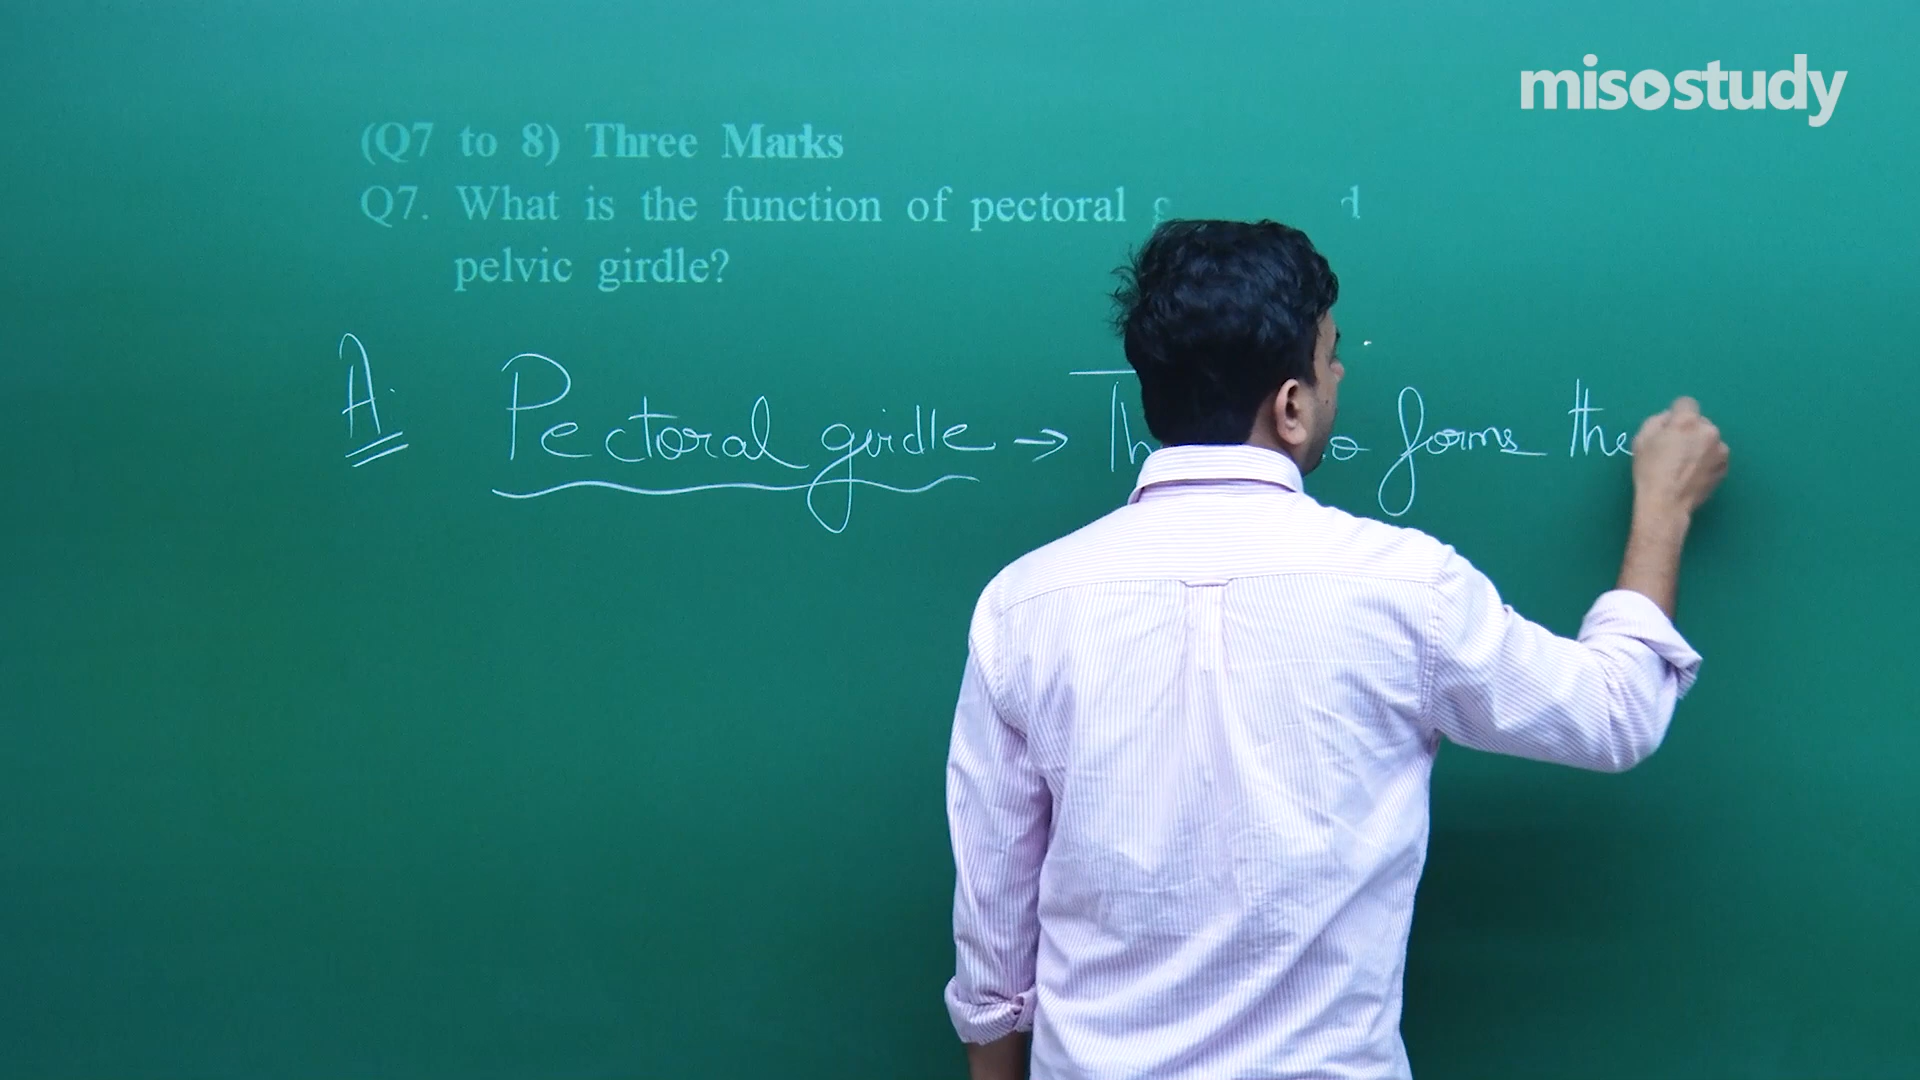 misostudy
(Q7 to 8) Three Marks
Q7. What is the function of pectoral
pelvic girdle?
A. Pectoral girdle → forms the